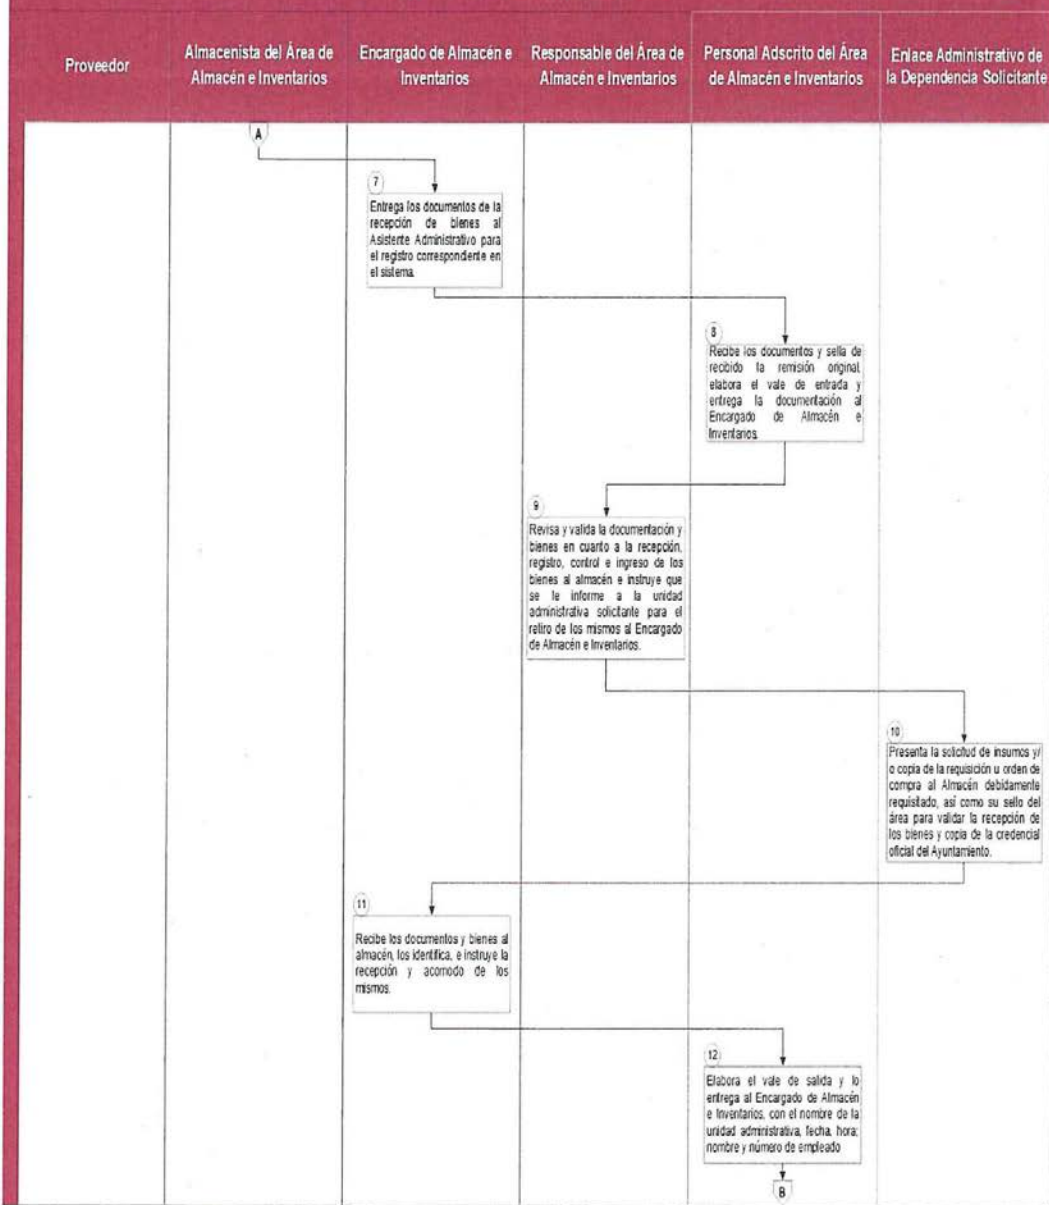 Proveedor
Almacenista del Área de
Almacén e Inventarios
Encargado de Almacén e
Inventarios
Responsable del Área de
Almacén e Inventarios
Personal Adscrito del Área
de Almacén e Inventarios
Enlace Administrativo de
la Dependencia Solicitante
A
7
Entrega los documentos de la
recepción de bienes al
Asistente Administrativo para
el registro correspondiente en
el sistema.
8
Recibe los documentos y sella de
recibido la remisión original,
elabora el vale de entrada y
entrega la documentación al
Encargado de Almacén e
Inventarios.
9
Revisa y valida la documentación y
bienes en cuanto a la recepción,
registro, control e ingreso de los
bienes al almacén e instruye que
se le informe a la unidad
administrativa solicitante para el
retiro de los mismos al Encargado
de Almacén e Inventarios.
10
Presenta la solicitud de insumos y/
o copia de la requisición u orden de
compra al Almacén debidamente
requisitado, así como su sello del
área para validar la recepción de
los bienes y copia de la credencial
oficial del Ayuntamiento.
11
Recibe los documentos y bienes al
almacén, los identifica, e instruye la
recepción y acomodo de los
mismos.
12
Elabora el vale de salida y lo
entrega al Encargado de Almacén
e Inventarios, con el nombre de la
unidad administrativa, fecha, hora;
nombre y número de empleado
B